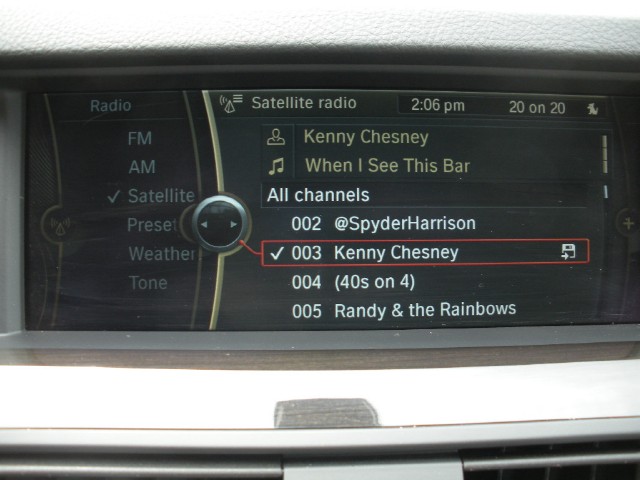 Radio
FM
AM
✓ Satellite
Preset
Weather
Tone
Satellite radio 2:06 pm 20 on 20
Kenny Chesney
When I See This Bar
All channels
002 @SpyderHarrison
✓ 003 Kenny Chesney
004 (40s on 4)
005 Randy & the Rainbows